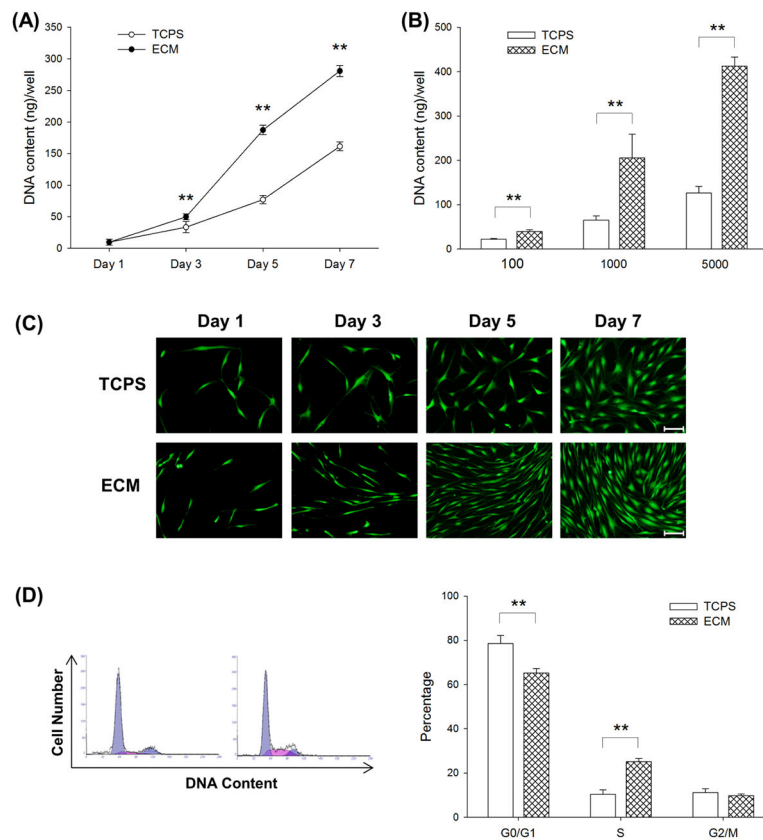 (A)
TCPS
ECM
DNA content (ng)/well
350
300
250
200
150
100
50
0
**
**
**
Day 1
Day 3
Day 5
Day 7
(B)
TCPS
ECM
DNA content (ng)/well
500
400
300
200
100
0
**
**
**
100
1000
5000
(C)
Day 1
Day 3
Day 5
Day 7
TCPS
ECM
(D)
Cell Number
DNA Content
TCPS
ECM
Percentage
100
80
60
40
20
0
**
**
G0/G1
S
G2/M